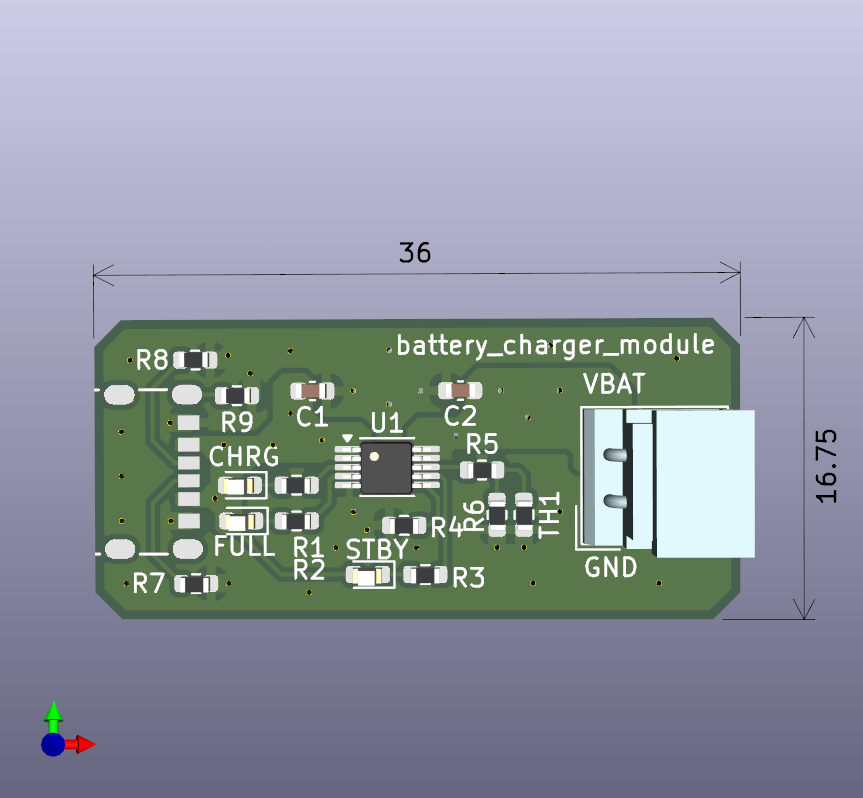 36
16.75
battery_charger_module
R8
VBAT
R9
C1
C2
U1
R5
CHRG
R6
TH1
R4
FULL
R1
STBY
R2
GND
R7
R3